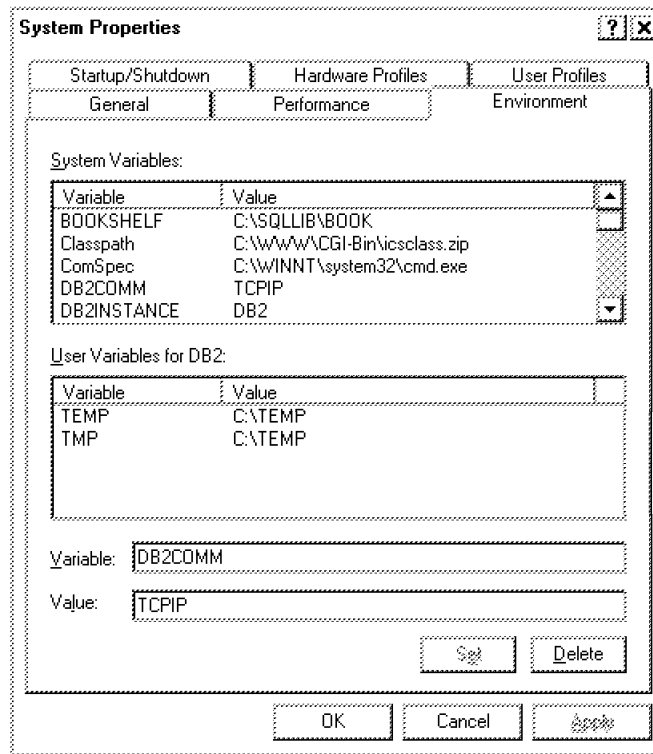 System Properties ? x
Startup/Shutdown Hardware Profiles User Profiles
General Performance Environment
System Variables:
Variable Value
BOOKSHELF C:\SQLLIB\BOOK
Classpath C:\WWW\CGI-Bin\icsclass.zip
ComSpec C:\WINNT\system32\cmd.exe
DB2COMM TCPIP
DB2INSTANCE DB2
User Variables for DB2:
Variable Value
TEMP C:\TEMP
TMP C:\TEMP
Variable: DB2COMM
Value: TCPIP
Set Delete
OK Cancel Apply